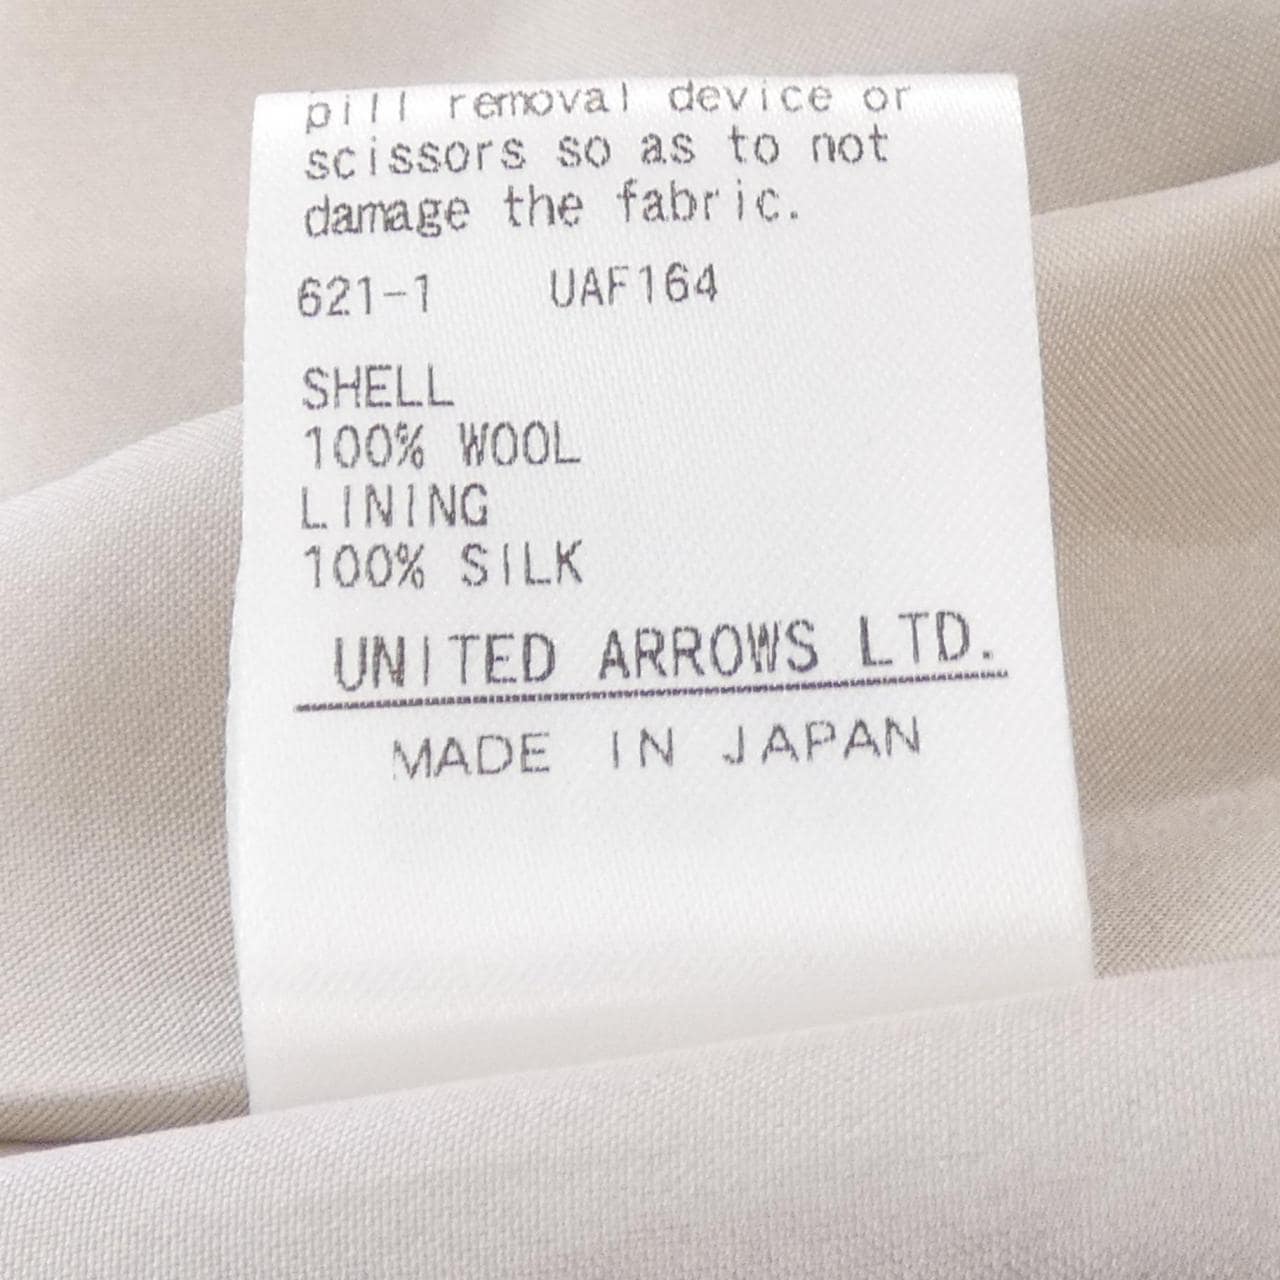 pill removal device or
scissors so as to not
damage the fabric.
621-1 UAF164
SHELL
100% WOOL
LINING
100% SILK
UNITED ARROWS LTD.
MADE IN JAPAN